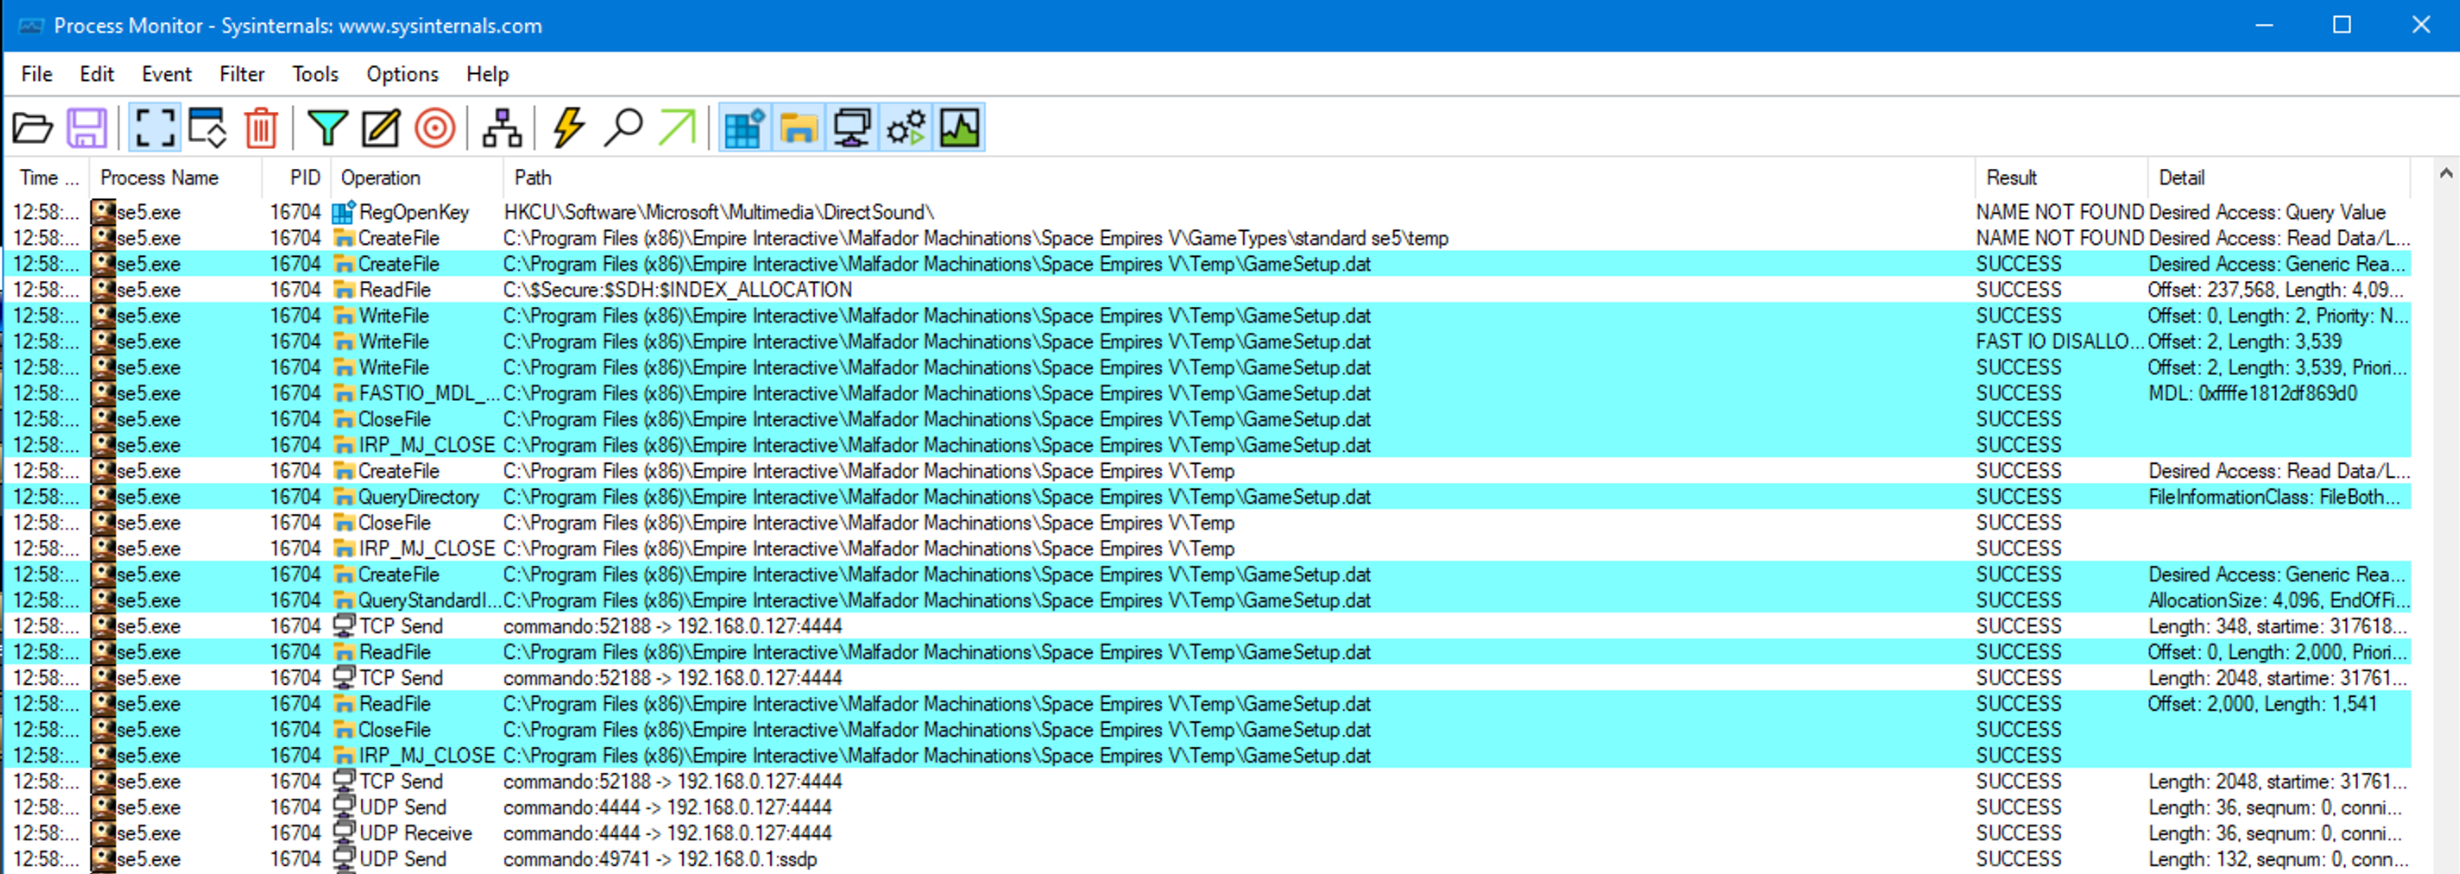 Process Monitor - Sysinternals: www.sysinternals.com
File Edit Event Filter Tools Options Help
Time ... Process Name PID Operation Path Result Detail
12:58:... se5.exe 16704 RegOpenKey HKCU\Software\Microsoft\Multimedia\DirectSound\ NAME NOT FOUND Desired Access: Query Value
12:58:... se5.exe 16704 CreateFile C:\Program Files (x86)\Empire Interactive\Malfador Machinations\Space Empires V\GameTypes\standard se5\temp NAME NOT FOUND Desired Access: Read Data/L...
12:58:... se5.exe 16704 CreateFile C:\Program Files (x86)\Empire Interactive\Malfador Machinations\Space Empires V\Temp\GameSetup.dat SUCCESS Desired Access: Generic Rea...
12:58:... se5.exe 16704 ReadFile C:\$Secure:$SDH:$INDEX_ALLOCATION SUCCESS Offset: 237,568, Length: 4,09...
12:58:... se5.exe 16704 WriteFile C:\Program Files (x86)\Empire Interactive\Malfador Machinations\Space Empires V\Temp\GameSetup.dat SUCCESS Offset: 0, Length: 2, Priority: N...
12:58:... se5.exe 16704 WriteFile C:\Program Files (x86)\Empire Interactive\Malfador Machinations\Space Empires V\Temp\GameSetup.dat FAST IO DISALLO... Offset: 2, Length: 3,539
12:58:... se5.exe 16704 WriteFile C:\Program Files (x86)\Empire Interactive\Malfador Machinations\Space Empires V\Temp\GameSetup.dat SUCCESS Offset: 2, Length: 3,539, Priori...
12:58:... se5.exe 16704 FASTIO_MDL_... C:\Program Files (x86)\Empire Interactive\Malfador Machinations\Space Empires V\Temp\GameSetup.dat SUCCESS MDL: 0xffffe1812df869d0
12:58:... se5.exe 16704 CloseFile C:\Program Files (x86)\Empire Interactive\Malfador Machinations\Space Empires V\Temp\GameSetup.dat SUCCESS
12:58:... se5.exe 16704 IRP_MJ_CLOSE C:\Program Files (x86)\Empire Interactive\Malfador Machinations\Space Empires V\Temp\GameSetup.dat SUCCESS
12:58:... se5.exe 16704 CreateFile C:\Program Files (x86)\Empire Interactive\Malfador Machinations\Space Empires V\Temp SUCCESS Desired Access: Read Data/L...
12:58:... se5.exe 16704 QueryDirectory C:\Program Files (x86)\Empire Interactive\Malfador Machinations\Space Empires V\Temp\GameSetup.dat SUCCESS FileInformationClass: FileBoth...
12:58:... se5.exe 16704 CloseFile C:\Program Files (x86)\Empire Interactive\Malfador Machinations\Space Empires V\Temp SUCCESS
12:58:... se5.exe 16704 IRP_MJ_CLOSE C:\Program Files (x86)\Empire Interactive\Malfador Machinations\Space Empires V\Temp SUCCESS
12:58:... se5.exe 16704 CreateFile C:\Program Files (x86)\Empire Interactive\Malfador Machinations\Space Empires V\Temp\GameSetup.dat SUCCESS Desired Access: Generic Rea...
12:58:... se5.exe 16704 QueryStandardI... C:\Program Files (x86)\Empire Interactive\Malfador Machinations\Space Empires V\Temp\GameSetup.dat SUCCESS AllocationSize: 4,096, EndOfFi...
12:58:... se5.exe 16704 TCP Send commando:52188 -> 192.168.0.127:4444 SUCCESS Length: 348, startime: 317618...
12:58:... se5.exe 16704 ReadFile C:\Program Files (x86)\Empire Interactive\Malfador Machinations\Space Empires V\Temp\GameSetup.dat SUCCESS Offset: 0, Length: 2,000, Priori...
12:58:... se5.exe 16704 TCP Send commando:52188 -> 192.168.0.127:4444 SUCCESS Length: 2048, startime: 31761...
12:58:... se5.exe 16704 ReadFile C:\Program Files (x86)\Empire Interactive\Malfador Machinations\Space Empires V\Temp\GameSetup.dat SUCCESS Offset: 2,000, Length: 1,541
12:58:... se5.exe 16704 CloseFile C:\Program Files (x86)\Empire Interactive\Malfador Machinations\Space Empires V\Temp\GameSetup.dat SUCCESS
12:58:... se5.exe 16704 IRP_MJ_CLOSE C:\Program Files (x86)\Empire Interactive\Malfador Machinations\Space Empires V\Temp\GameSetup.dat SUCCESS
12:58:... se5.exe 16704 TCP Send commando:52188 -> 192.168.0.127:4444 SUCCESS Length: 2048, startime: 31761...
12:58:... se5.exe 16704 UDP Send commando:4444 -> 192.168.0.127:4444 SUCCESS Length: 36, seqnum: 0, conni...
12:58:... se5.exe 16704 UDP Receive commando:4444 -> 192.168.0.127:4444 SUCCESS Length: 36, seqnum: 0, conni...
12:58:... se5.exe 16704 UDP Send commando:49741 -> 192.168.0.1:ssdp SUCCESS Length: 132, seqnum: 0, conn...